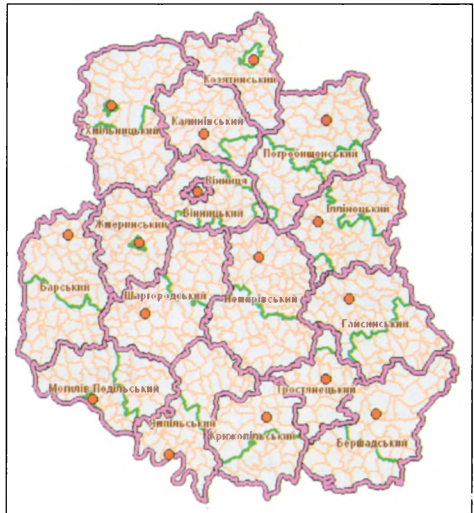 Козятинський
Хмільницький
Калинівський
Погребищенський
Вінниця
Вінницький
Іллінецький
Жмеринський
Барський
Шаргородський
Немирівський
Гайсинський
Могилів Подільський
Тростянецький
Ямпільський
Крижопільський
Бершадський